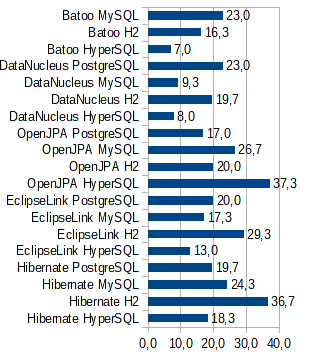 Batoo MySQL 23,0
Batoo H2 16,3
Batoo HyperSQL 7,0
DataNucleus PostgreSQL 23,0
DataNucleus MySQL 9,3
DataNucleus H2 19,7
DataNucleus HyperSQL 8,0
OpenJPA PostgreSQL 17,0
OpenJPA MySQL 26,7
OpenJPA H2 20,0
OpenJPA HyperSQL 37,3
EclipseLink PostgreSQL 20,0
EclipseLink MySQL 17,3
EclipseLink H2 29,3
EclipseLink HyperSQL 13,0
Hibernate PostgreSQL 19,7
Hibernate MySQL 24,3
Hibernate H2 36,7
Hibernate HyperSQL 18,3
0,0 10,0 20,0 30,0 40,0